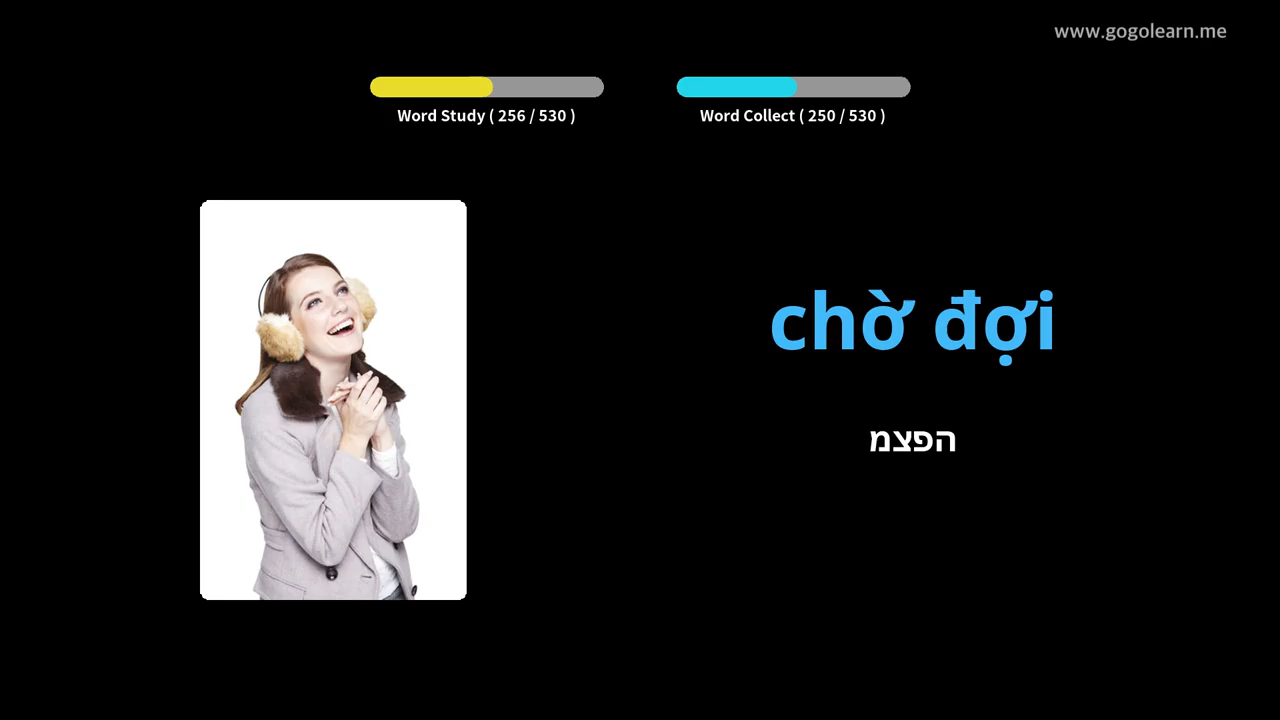 www.gogolearn.me
Word Study ( 256 / 530 )
Word Collect ( 250 / 530 )
chờ đợi
הפצמ